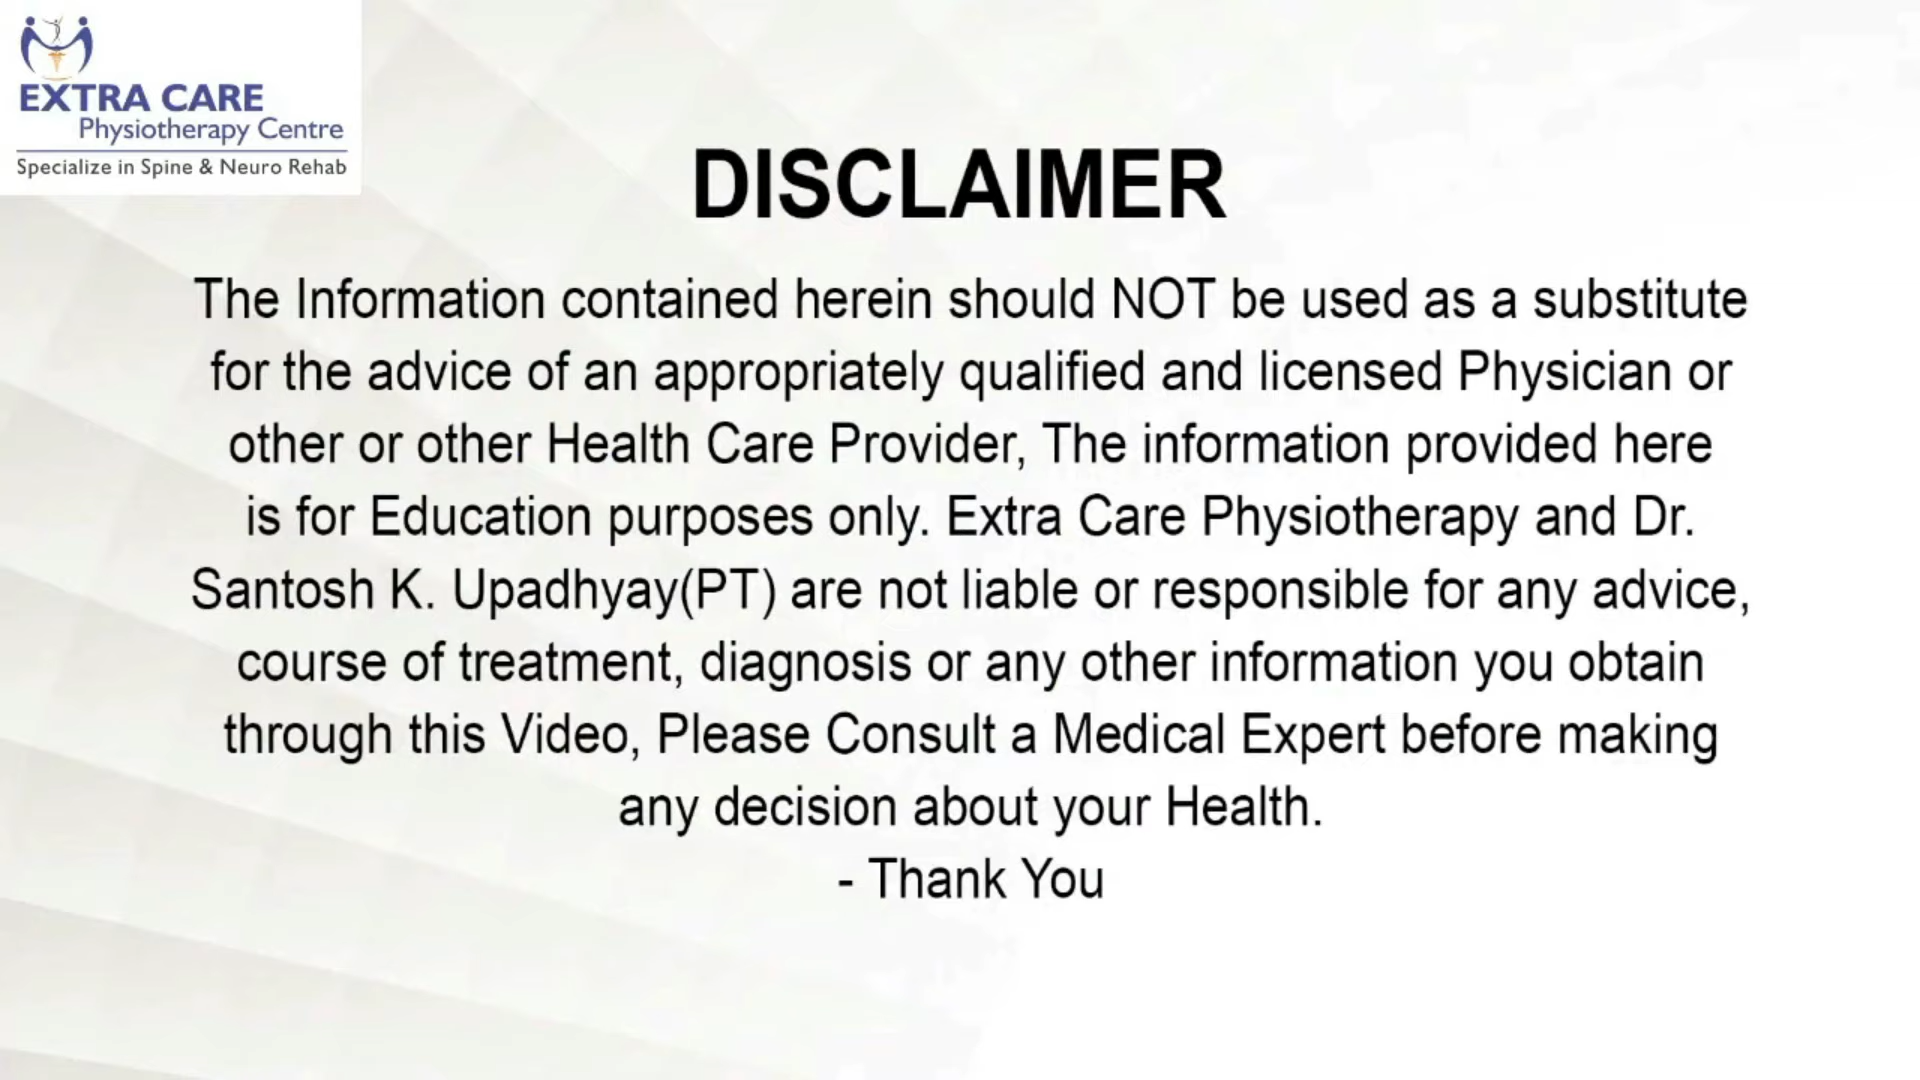 EXTRA CARE
Physiotherapy Centre
Specialize in Spine & Neuro Rehab
DISCLAIMER
The Information contained herein should NOT be used as a substitute
for the advice of an appropriately qualified and licensed Physician or
other or other Health Care Provider, The information provided here
is for Education purposes only. Extra Care Physiotherapy and Dr.
Santosh K. Upadhyay(PT) are not liable or responsible for any advice,
course of treatment, diagnosis or any other information you obtain
through this Video, Please Consult a Medical Expert before making
any decision about your Health.
- Thank You